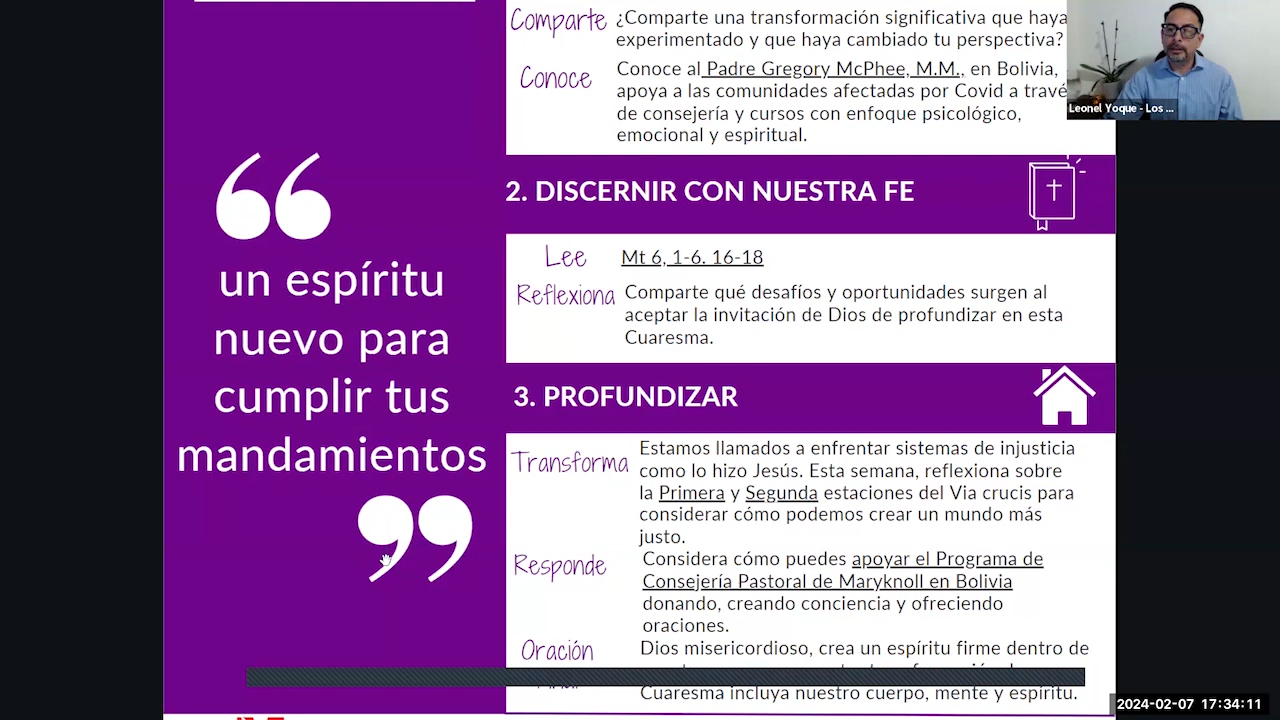 Comparte
¿Comparte una transformación significativa que haya
experimentado y que haya cambiado tu perspectiva?
Conoce
Conoce al Padre Gregory McPhee, M.M., en Bolivia,
apoya a las comunidades afectadas por Covid a travé
de consejería y cursos con enfoque psicológico,
emocional y espiritual.
Leonel Yoque - Los ...
“
un espíritu
nuevo para
cumplir tus
mandamientos
”
2. DISCERNIR CON NUESTRA FE
Lee
Mt 6, 1-6. 16-18
Reflexiona
Comparte qué desafíos y oportunidades surgen al
aceptar la invitación de Dios de profundizar en esta
Cuaresma.
3. PROFUNDIZAR
Transforma
Estamos llamados a enfrentar sistemas de injusticia
como lo hizo Jesús. Esta semana, reflexiona sobre
la Primera y Segunda estaciones del Via crucis para
considerar cómo podemos crear un mundo más
justo.
Responde
Considera cómo puedes apoyar el Programa de
Consejería Pastoral de Maryknoll en Bolivia
donando, creando conciencia y ofreciendo
oraciones.
Oración
Dios misericordioso, crea un espíritu firme dentro de
Cuaresma incluya nuestro cuerpo, mente y espíritu.
2024-02-07 17:34:11